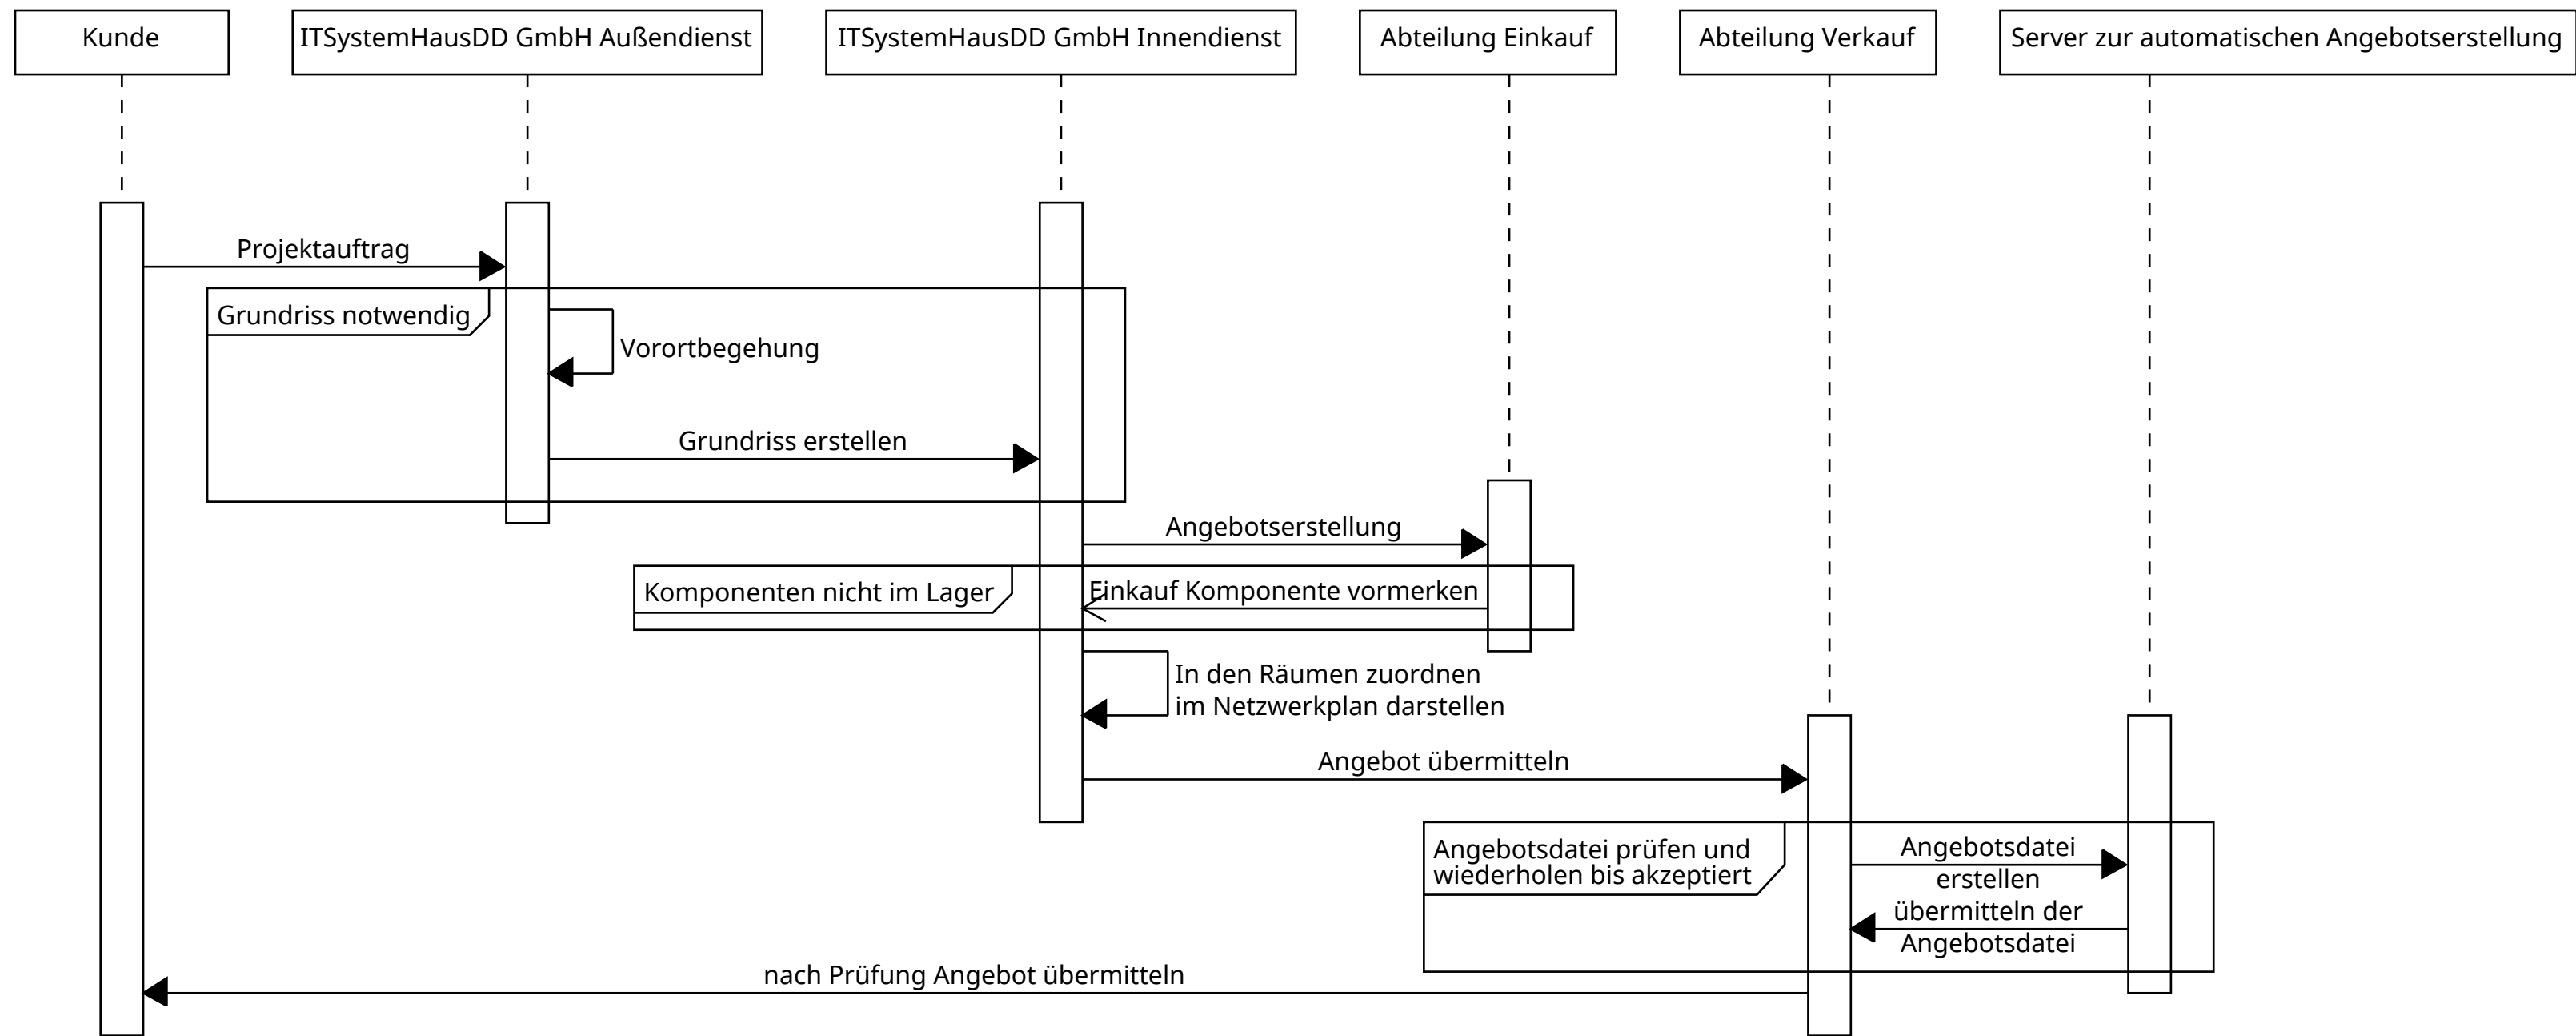 Kunde
ITSystemHausDD GmbH Außendienst
ITSystemHausDD GmbH Innendienst
Abteilung Einkauf
Abteilung Verkauf
Server zur automatischen Angebotserstellung
Projektauftrag
Grundriss notwendig
Vorortbegehung
Grundriss erstellen
Angebotserstellung
Komponenten nicht im Lager
Einkauf Komponente vormerken
In den Räumen zuordnen
im Netzwerkplan darstellen
Angebot übermitteln
Angebotsdatei prüfen und
wiederholen bis akzeptiert
Angebotsdatei
erstellen
übermitteln der
Angebotsdatei
nach Prüfung Angebot übermitteln